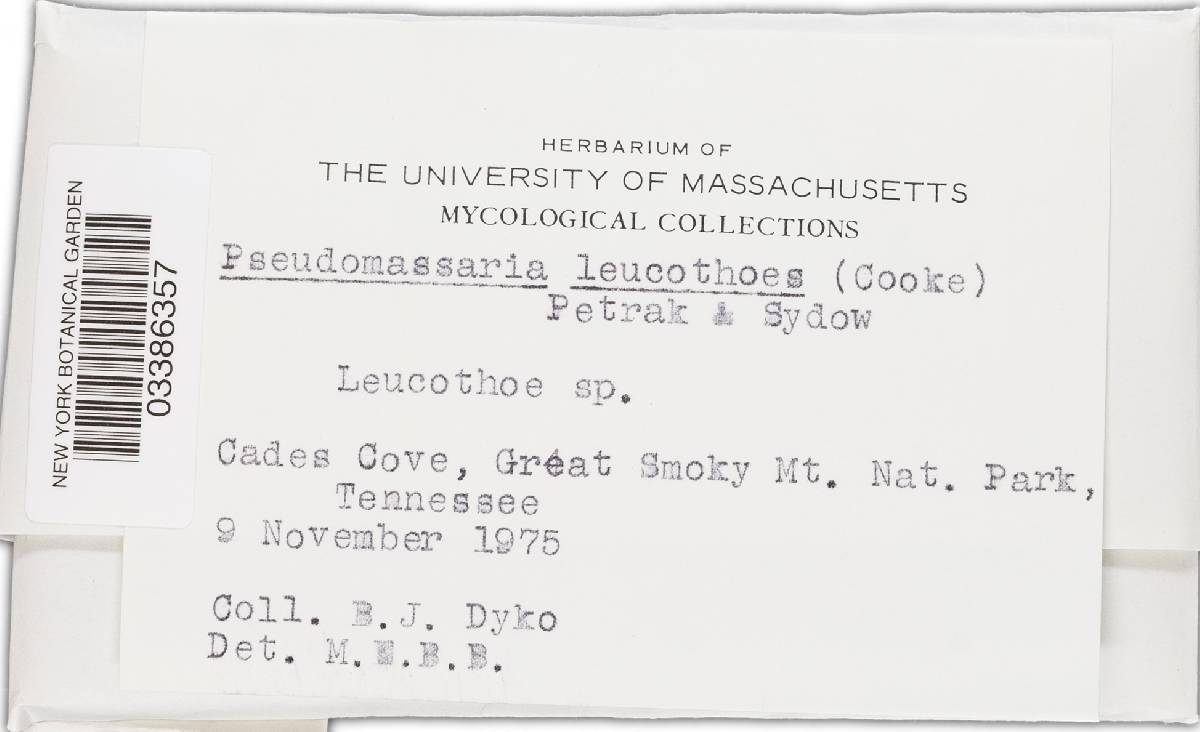 HERBARIUM OF
THE UNIVERSITY OF MASSACHUSETTS
MYCOLOGICAL COLLECTIONS
Pseudomassaria leucothoes (Cooke)
Petrak & Sydow
Leucothoe sp.
Cades Cove, Great Smoky Mt. Nat. Park,
Tennessee
9 November 1975
Coll. B.J. Dyko
Det. M.E.B.B.
NEW YORK BOTANICAL GARDEN
03386357